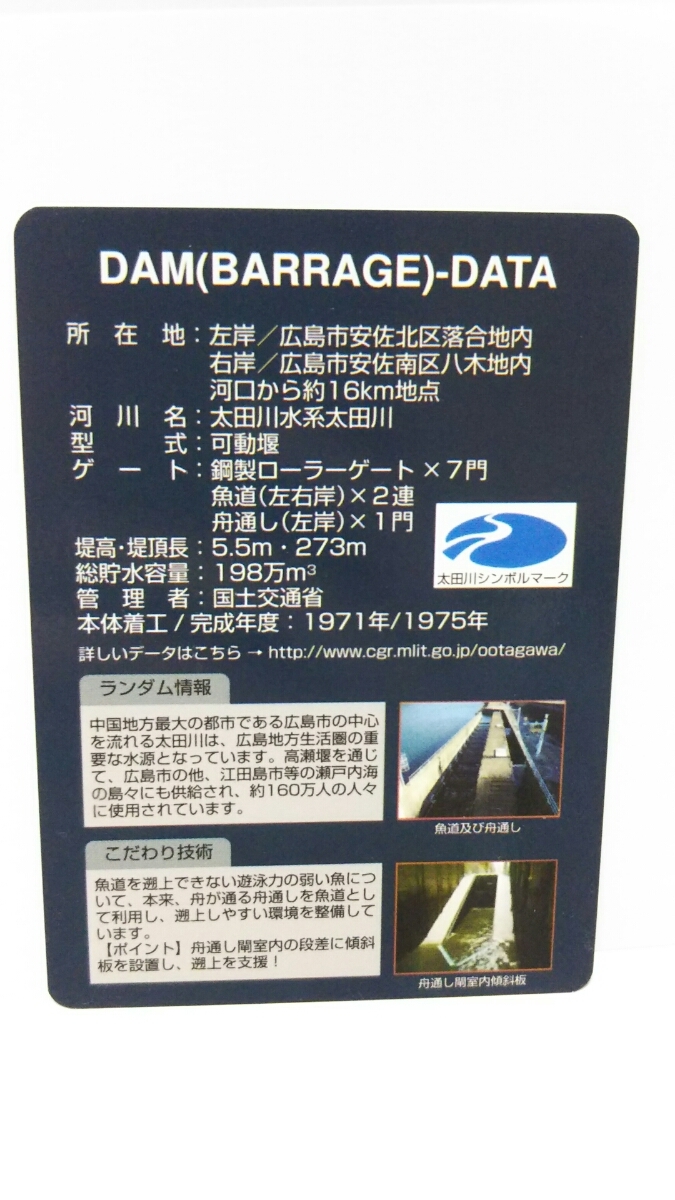 DAM(BARRAGE)-DATA
所在地：左岸／広島市安佐北区落合地内
右岸／広島市安佐南区八木地内
河口から約16km地点
河川名：太田川水系太田川
型式：可動堰
ゲート：鋼製ローラーゲート×7門
魚道(左右岸)×2連
舟通し(左岸)×1門
堤高・堤頂長：5.5m・273m
総貯水容量：198万m³
管理者：国土交通省
本体着工/完成年度：1971年/1975年
太田川シンボルマーク
詳しいデータはこちら→http://www.cgr.mlit.go.jp/ootagawa/
ランダム情報
中国地方最大の都市である広島市の中心
を流れる太田川は、広島地方生活圏の重
要な水源となっています。高瀬堰を通じ
て、広島市の他、江田島市等の瀬戸内海
の島々にも供給され、約160万人の人々
に使用されています。
魚道及び舟通し
こだわり技術
魚道を遡上できない遊泳力の弱い魚につ
いて、本来、舟が通る舟通しを魚道とし
て利用し、遡上しやすい環境を整備して
います。
【ポイント】舟通し閘室内の段差に傾斜
板を設置し、遡上を支援！
舟通し閘室内傾斜板